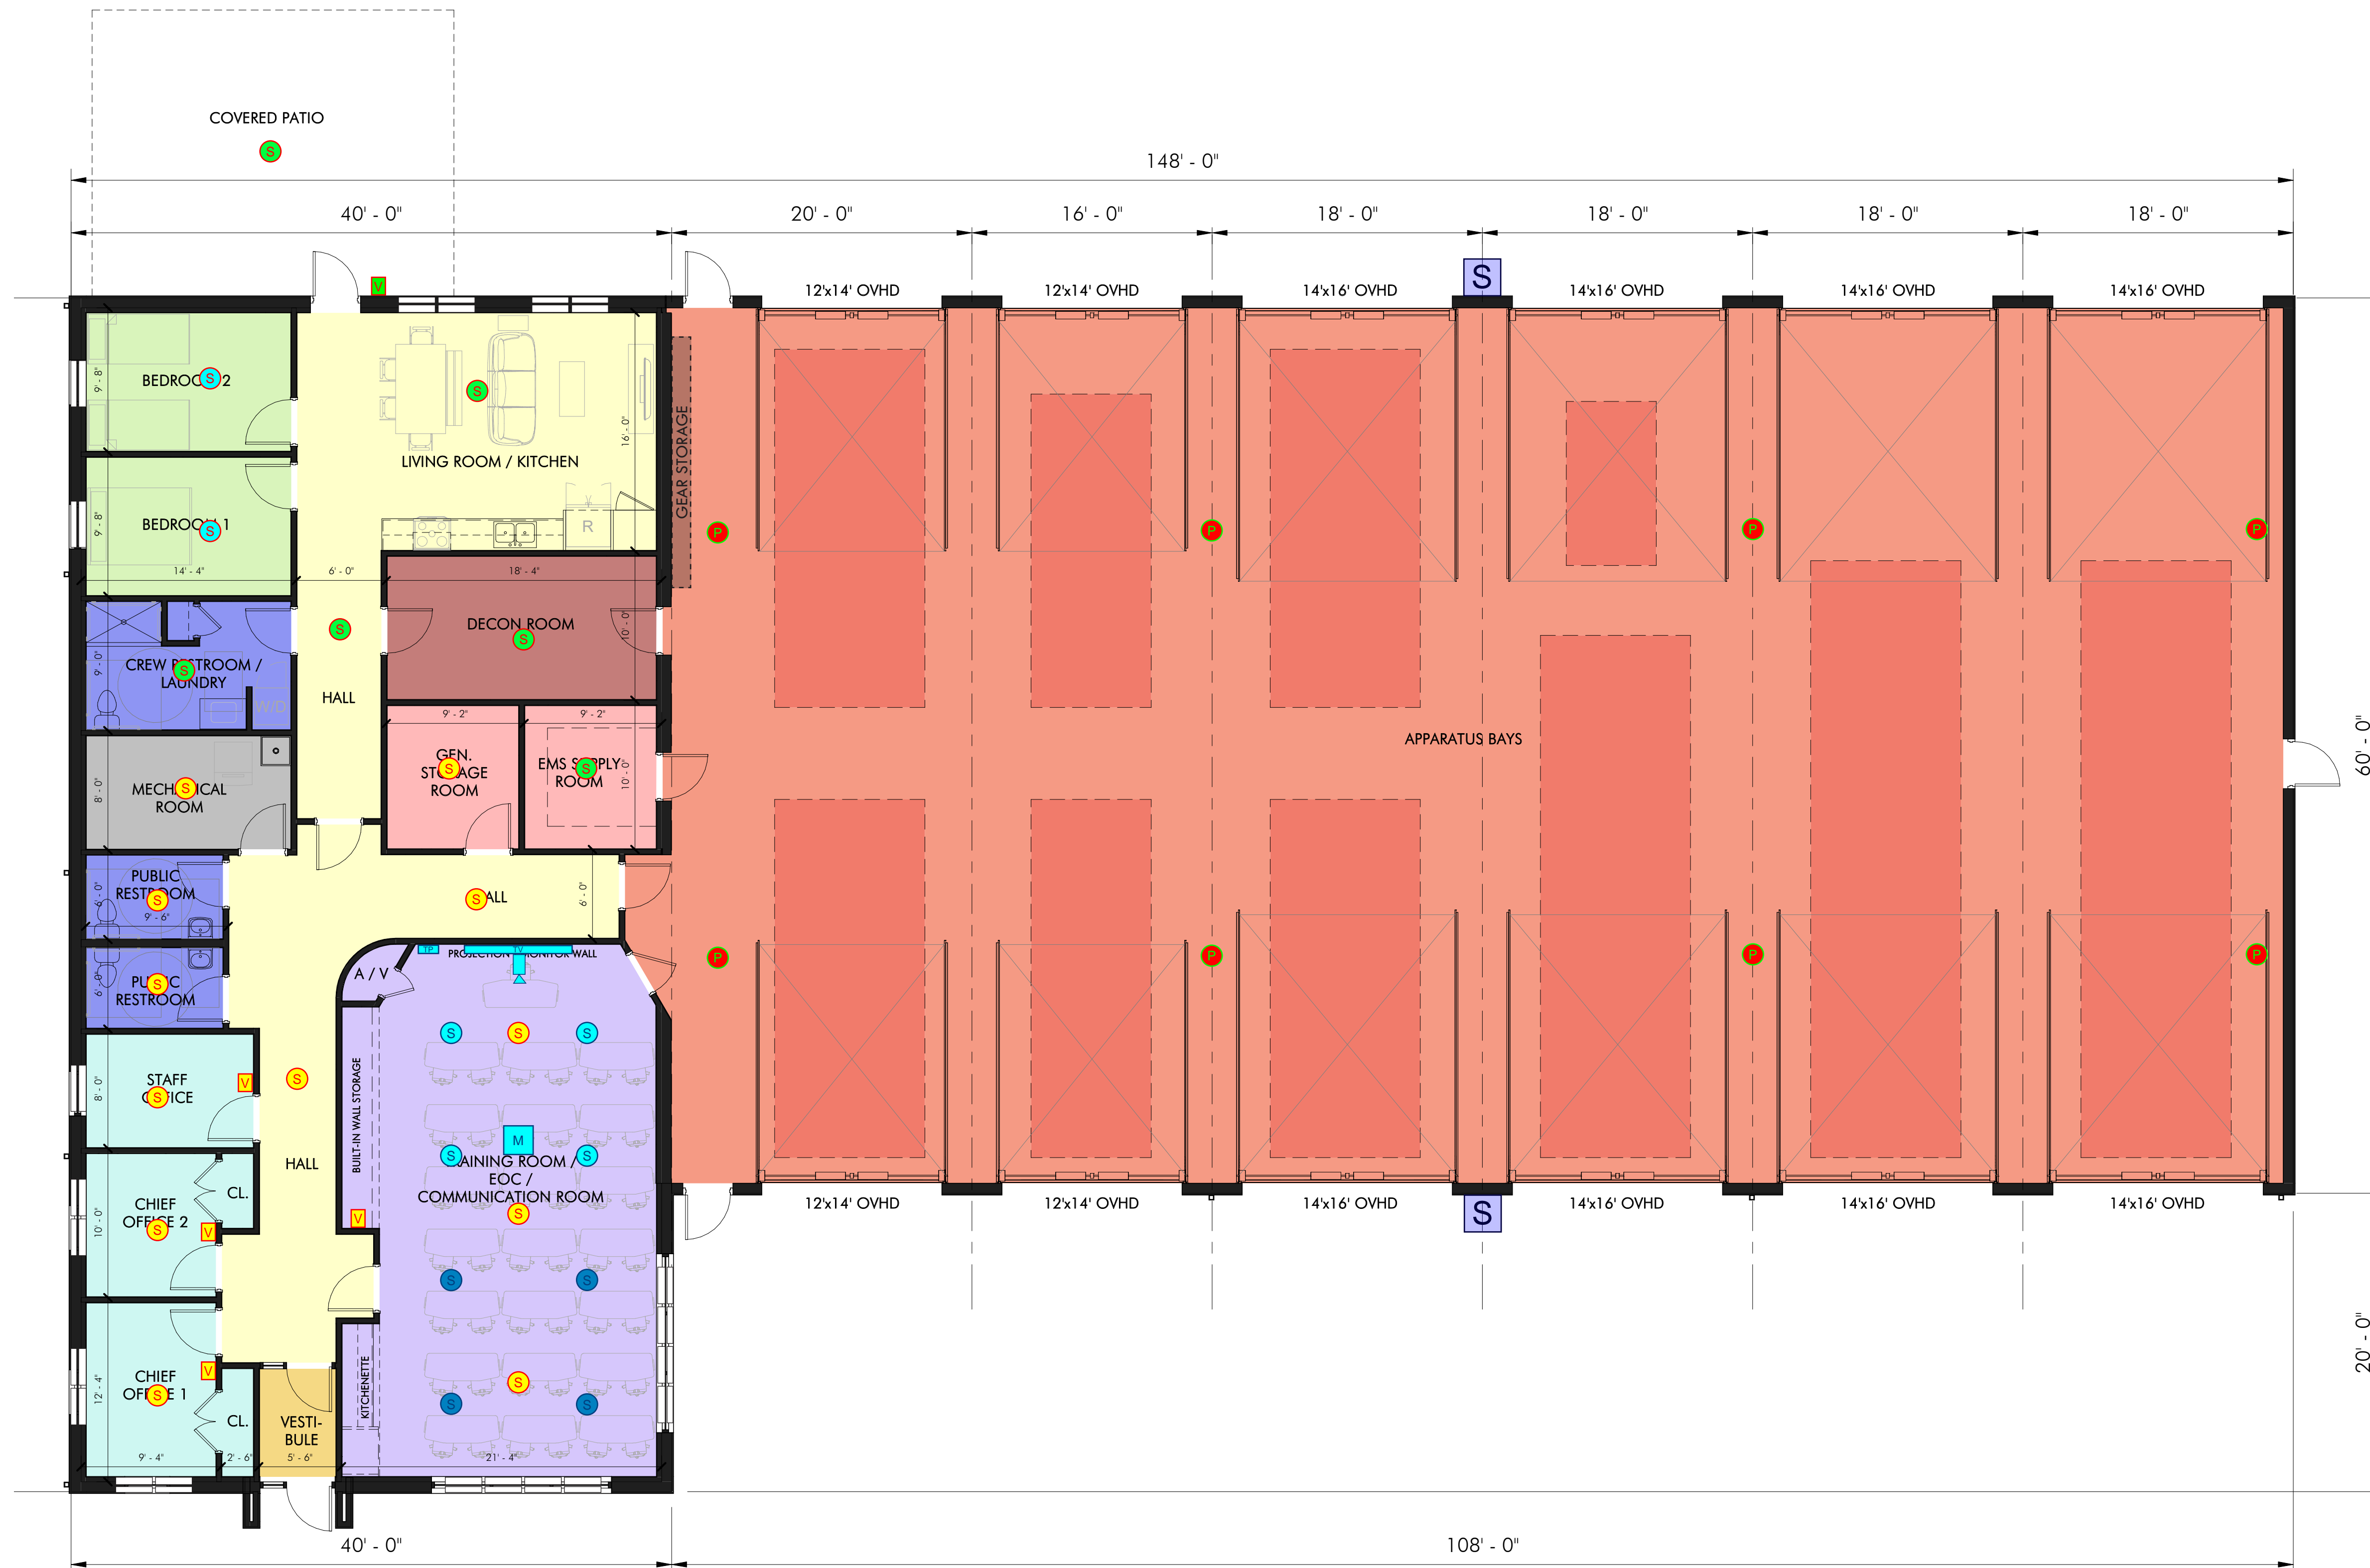 COVERED PATIO
S
148' - 0"
40' - 0"
20' - 0"
16' - 0"
18' - 0"
18' - 0"
18' - 0"
18' - 0"
V
12'x14' OVHD
12'x14' OVHD
14'x16' OVHD
S
14'x16' OVHD
14'x16' OVHD
14'x16' OVHD
9' - 8"
BEDROOM 2
S
S
LIVING ROOM / KITCHEN
16' - 0"
GEAR STORAGE
9' - 8"
BEDROOM 1
S
R
P
P
P
P
14' - 4"
6' - 0"
18' - 4"
S
DECON ROOM
S
10' - 0"
9' - 0"
CREW RESTROOM /
LAUNDRY
S
W/D
HALL
9' - 2"
9' - 2"
APPARATUS BAYS
60' - 0"
8' - 0"
MECHANICAL
ROOM
S
GEN.
STORAGE
ROOM
S
EMS SUPPLY
ROOM
S
10' - 0"
PUBLIC
RESTROOM
S
6' - 0"
9' - 6"
HALL
S
6' - 0"
TP
TV
PROJECTION / MONITOR WALL
A / V
P
P
P
P
PUBLIC
RESTROOM
S
6' - 0"
S
S
S
STAFF
OFFICE
S
8' - 0"
V
S
BUILT-IN WALL STORAGE
M
S
S
TRAINING ROOM /
EOC /
COMMUNICATION ROOM
S
V
HALL
CL.
CHIEF
OFFICE 2
S
10' - 0"
V
12'x14' OVHD
12'x14' OVHD
14'x16' OVHD
S
14'x16' OVHD
14'x16' OVHD
14'x16' OVHD
S
S
CHIEF
OFFICE 1
S
12' - 4"
V
CL.
VESTI-
BULE
KITCHENETTE
S
S
S
20' - 0"
9' - 4"
2' - 6"
5' - 6"
21' - 4"
40' - 0"
108' - 0"